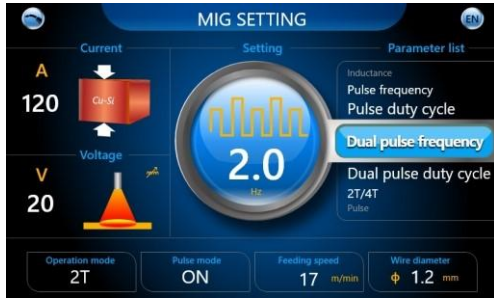 MIG SETTING
EN
Current
Setting
Parameter list
A
120
Cu-Si
Inductance
Pulse frequency
Pulse duty cycle
Dual pulse frequency
Dual pulse duty cycle
2T/4T
Pulse
2.0
Hz
Voltage
V
20
Operation mode
2T
Pulse mode
ON
Feeding speed
17 m/min
Wire diameter
ϕ 1.2 mm